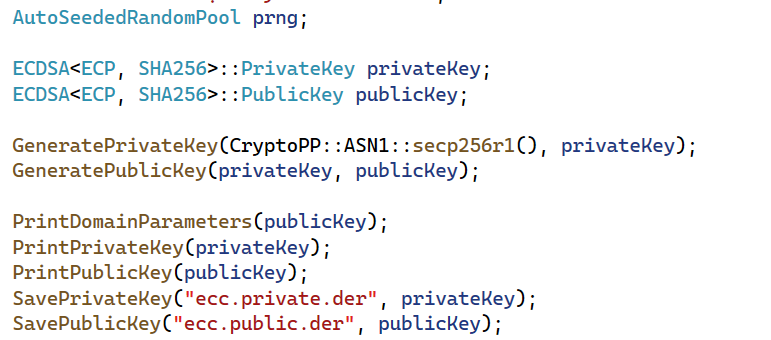 AutoSeededRandomPool prng;
ECDSA<ECP, SHA256>::PrivateKey privateKey;
ECDSA<ECP, SHA256>::PublicKey publicKey;
GeneratePrivateKey(CryptoPP::ASN1::secp256r1(), privateKey);
GeneratePublicKey(privateKey, publicKey);
PrintDomainParameters(publicKey);
PrintPrivateKey(privateKey);
PrintPublicKey(publicKey);
SavePrivateKey("ecc.private.der", privateKey);
SavePublicKey("ecc.public.der", publicKey);